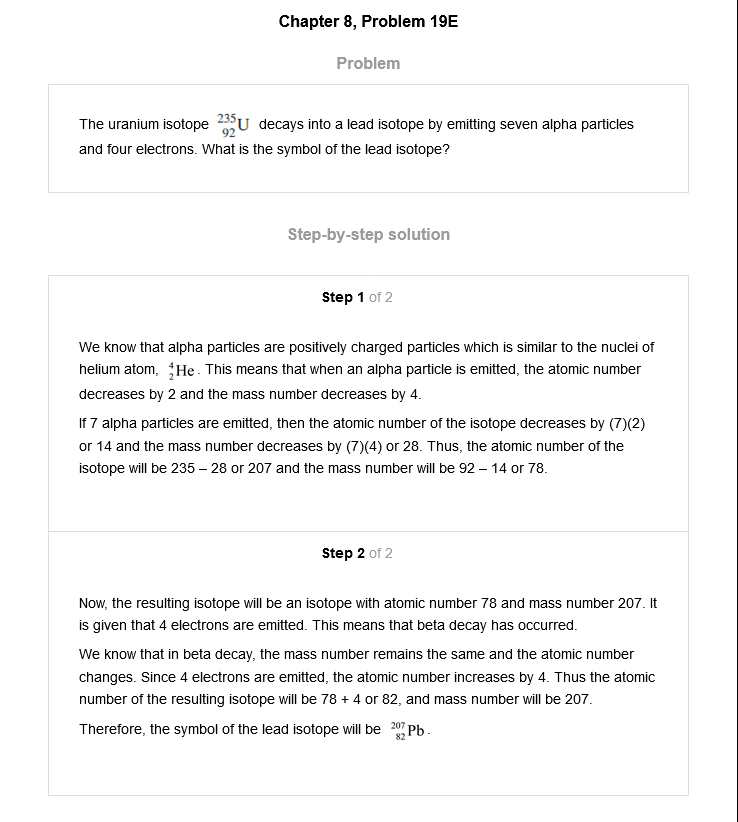 Chapter 8, Problem 19E
Problem
The uranium isotope ²³⁵₉₂U decays into a lead isotope by emitting seven alpha particles
and four electrons. What is the symbol of the lead isotope?
Step-by-step solution
Step 1 of 2
We know that alpha particles are positively charged particles which is similar to the nuclei of
helium atom, ⁴₂He. This means that when an alpha particle is emitted, the atomic number
decreases by 2 and the mass number decreases by 4.
If 7 alpha particles are emitted, then the atomic number of the isotope decreases by (7)(2)
or 14 and the mass number decreases by (7)(4) or 28. Thus, the atomic number of the
isotope will be 235 – 28 or 207 and the mass number will be 92 – 14 or 78.
Step 2 of 2
Now, the resulting isotope will be an isotope with atomic number 78 and mass number 207. It
is given that 4 electrons are emitted. This means that beta decay has occurred.
We know that in beta decay, the mass number remains the same and the atomic number
changes. Since 4 electrons are emitted, the atomic number increases by 4. Thus the atomic
number of the resulting isotope will be 78 + 4 or 82, and mass number will be 207.
Therefore, the symbol of the lead isotope will be ²⁰⁷₈₂Pb.